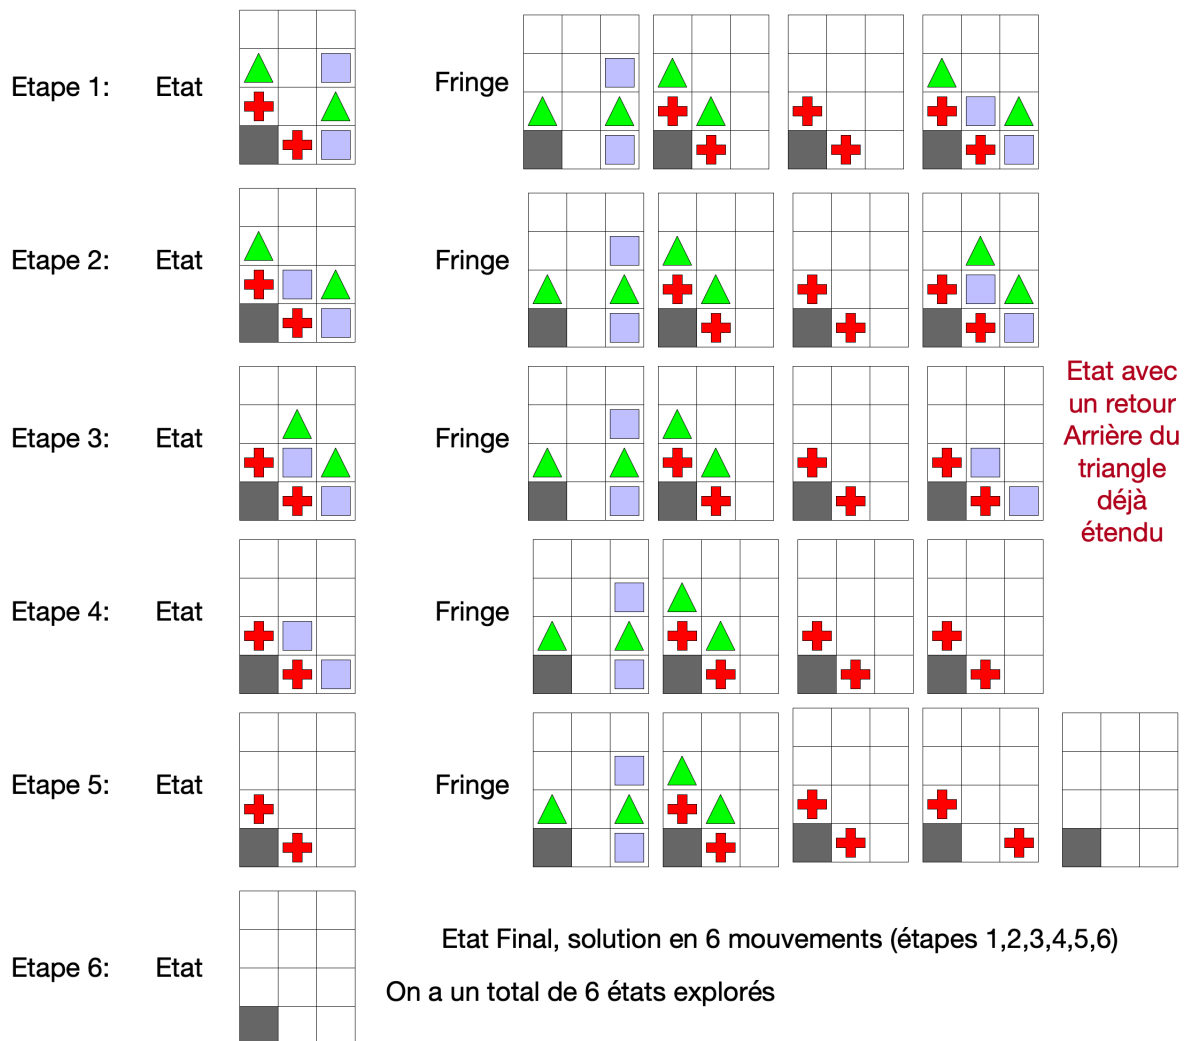 Etape 1: Etat Fringe
Etape 2: Etat Fringe
Etape 3: Etat Fringe
Etat avec
un retour
Arrière du
triangle
déjà
étendu
Etape 4: Etat Fringe
Etape 5: Etat Fringe
Etape 6: Etat
Etat Final, solution en 6 mouvements (étapes 1,2,3,4,5,6)
On a un total de 6 états explorés